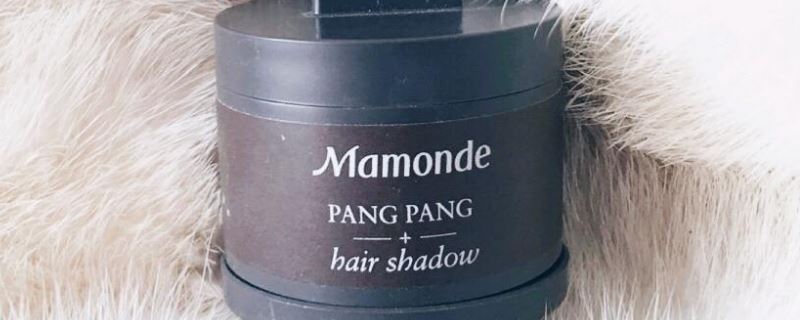 Mamonde
PANG PANG
+
hair shadow